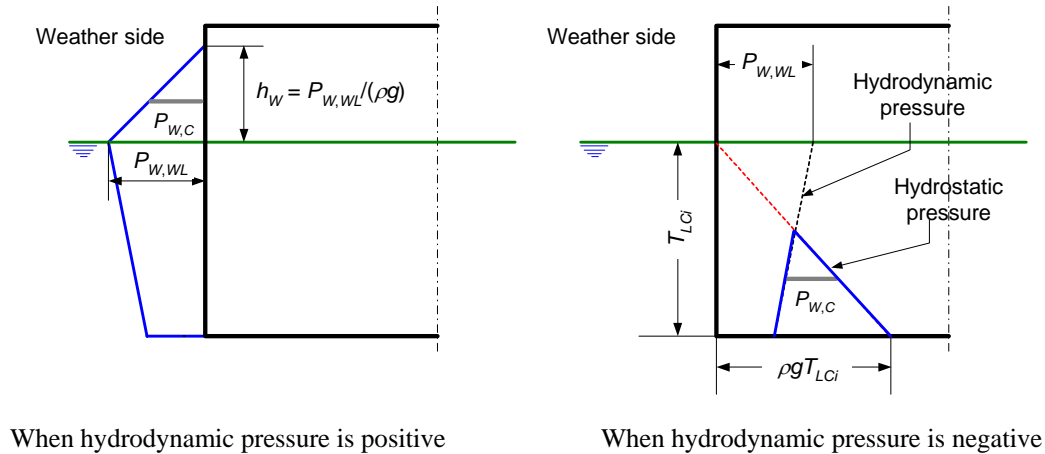 Weather side
h_W = P_W,WL/(ρg)
P_W,C
P_W,WL
When hydrodynamic pressure is positive
Weather side
P_W,WL
Hydrodynamic
pressure
Hydrostatic
pressure
T_LCi
P_W,C
ρgT_LCi
When hydrodynamic pressure is negative